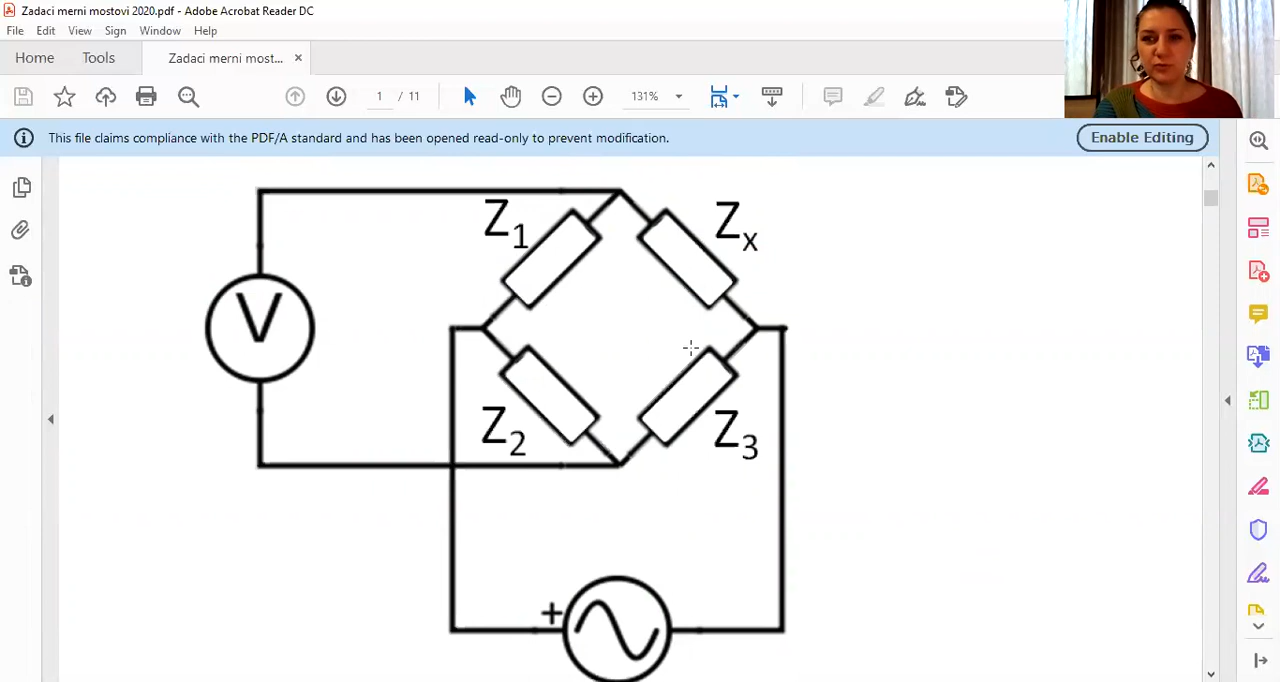 Zadaci merni mostovi 2020.pdf - Adobe Acrobat Reader DC
File Edit View Sign Window Help
Home Tools Zadaci merni most... ×
1 / 11 131%
This file claims compliance with the PDF/A standard and has been opened read-only to prevent modification. Enable Editing
Z1 Zx
V
Z2 Z3
+